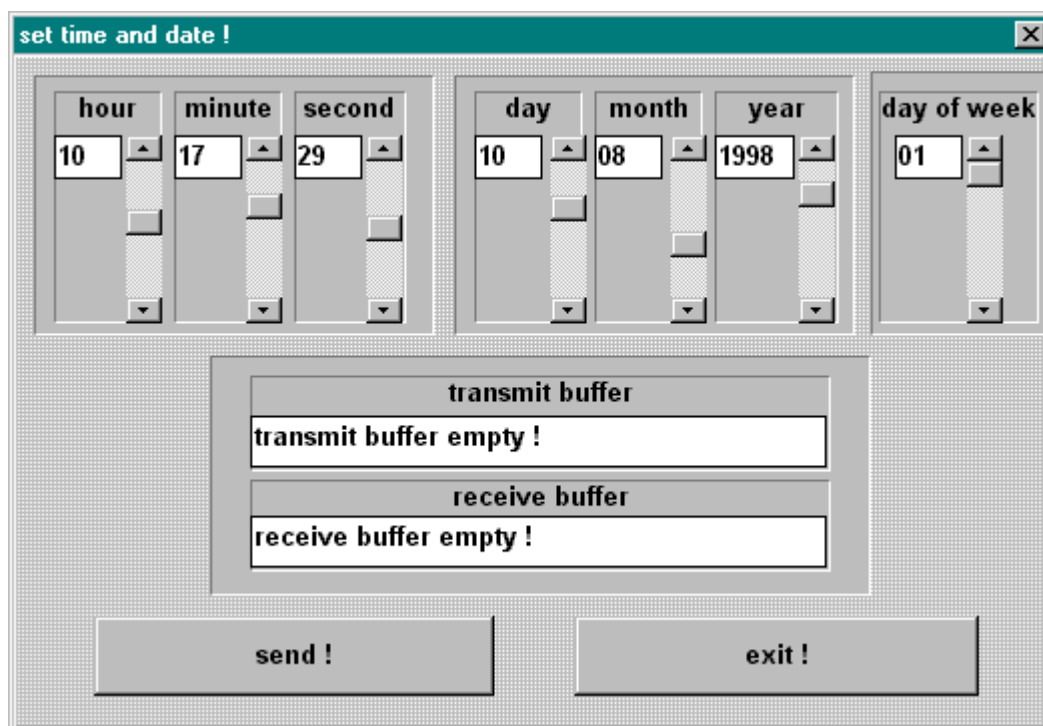 set time and date !
hour minute second day month year day of week
10 17 29 10 08 1998 01
transmit buffer
transmit buffer empty !
receive buffer
receive buffer empty !
send ! exit !